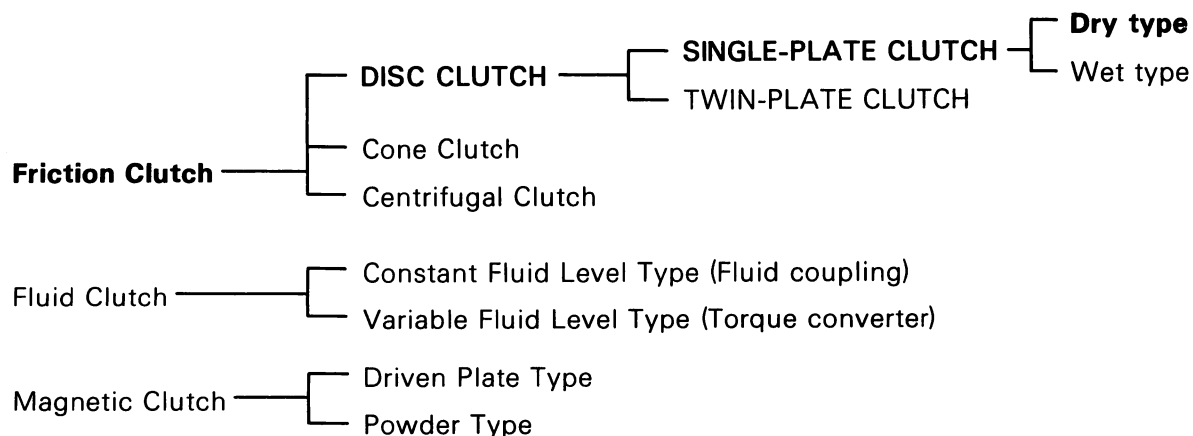 Dry type
SINGLE-PLATE CLUTCH
DISC CLUTCH
Wet type
TWIN-PLATE CLUTCH
Cone Clutch
Friction Clutch
Centrifugal Clutch
Constant Fluid Level Type (Fluid coupling)
Fluid Clutch
Variable Fluid Level Type (Torque converter)
Driven Plate Type
Magnetic Clutch
Powder Type